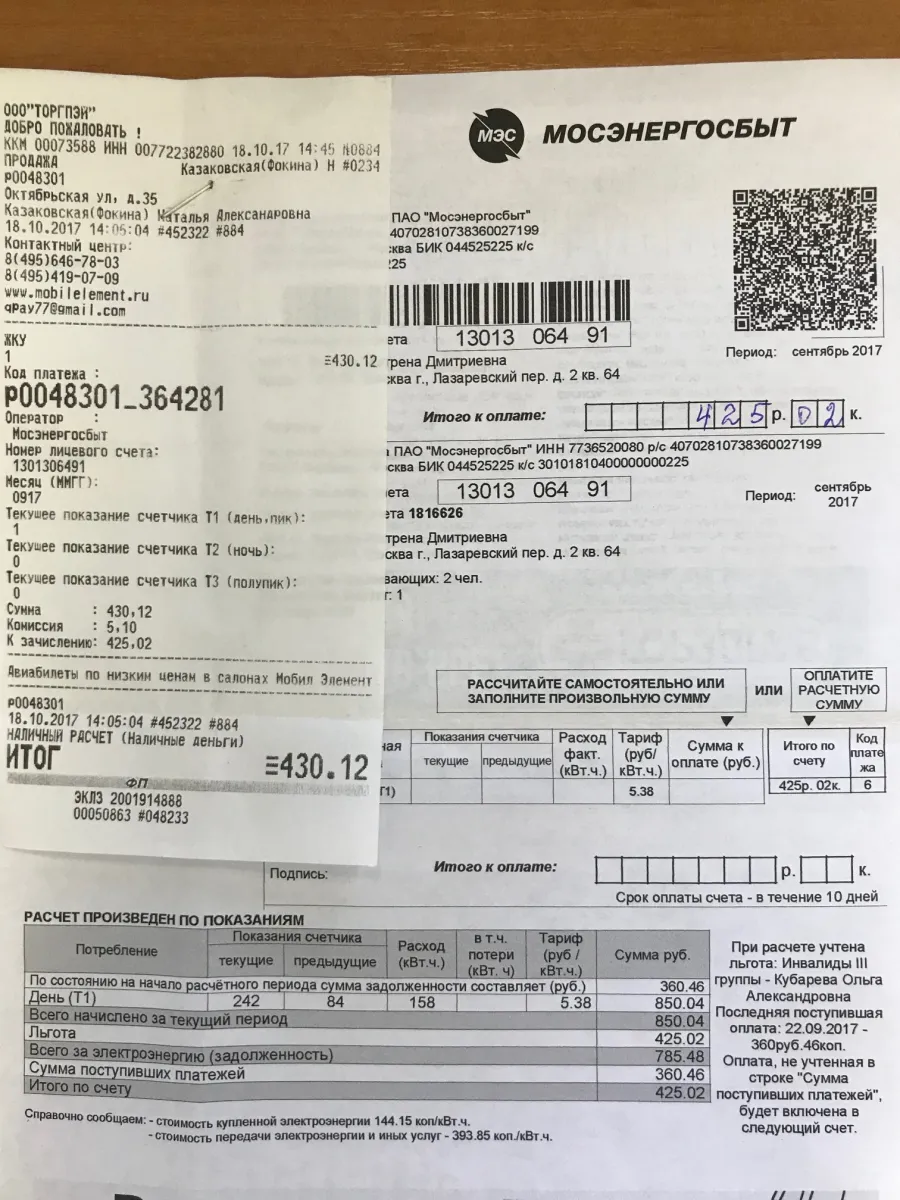 ООО"ТОРГПЭЙ"
ДОБРО ПОЖАЛОВАТЬ !
ККМ 00073588 ИНН 007722382880 18.10.17 14:45 №0884
ПРОДАЖА Казаковская(Фокина) Н #0234
P0048301
Октябрьская ул, д.35
Казаковская(Фокина) Наталья Александровна
18.10.2017 14:05:04 #452322 #884
Контактный центр:
8(495)646-78-03
8(495)419-07-09
www.mobilelement.ru
qPay77@gmail.com
ЖКУ
1 ≡430.12
Код платежа :
P0048301_364281
Оператор :
Мосэнергосбыт
Номер лицевого счета:
1301306491
Месяц (ММГГ):
0917
Текущее показание счетчика Т1 (день,пик):
1
Текущее показание счетчика Т2 (ночь):
0
Текущее показание счетчика Т3 (полупик):
0
Сумма : 430,12
Комиссия : 5,10
К зачислению: 425,02
Авиабилеты по низким ценам в салонах Мобил Элемент
P0048301
18.10.2017 14:05:04 #452322 #884
НАЛИЧНЫЙ РАСЧЕТ (Наличные деньги)
ИТОГ ≡430.12
ФП
ЭКЛЗ 2001914888
00050863 #048233
МЭС МОСЭНЕРГОСБЫТ
ПАО "Мосэнергосбыт"
40702810738360027199
сква БИК 044525225 к/с
225
ета 13013 064 91
трена Дмитриевна
сква г., Лазаревский пер. д. 2 кв. 64
Период: сентябрь 2017
Итого к оплате: 425 р. 02 к.
ПАО "Мосэнергосбыт" ИНН 7736520080 р/с 40702810738360027199
сква БИК 044525225 к/с 30101810400000000225
ета 13013 064 91
Период: сентябрь
2017
ета 1816626
трена Дмитриевна
сква г., Лазаревский пер. д. 2 кв. 64
вающих: 2 чел.
г: 1
РАССЧИТАЙТЕ САМОСТОЯТЕЛЬНО ИЛИ
ЗАПОЛНИТЕ ПРОИЗВОЛЬНУЮ СУММУ
ИЛИ
ОПЛАТИТЕ
РАСЧЕТНУЮ
СУММУ
ная
Показания счетчика
текущие предыдущие
Расход
факт.
(кВт.ч.)
Тариф
(руб/
кВт.ч.)
Сумма к
оплате (руб.)
Итого по
счету
Код
плате
жа
Т1) 5.38 425р. 02к. 6
Подпись: Итого к оплате: р. к.
Срок оплаты счета - в течение 10 дней
РАСЧЕТ ПРОИЗВЕДЕН ПО ПОКАЗАНИЯМ
Потребление
Показания счетчика
текущие предыдущие
Расход
(кВт.ч.)
в т.ч.
потери
(кВт. ч)
Тариф
(руб /
кВт.ч.)
Сумма руб.
По состоянию на начало расчётного периода сумма задолженности составляет (руб.) 360.46
День (Т1) 242 84 158 5.38 850.04
Всего начислено за текущий период 850.04
Льгота 425.02
Всего за электроэнергию (задолженность) 785.48
Сумма поступивших платежей 360.46
Итого по счету 425.02
При расчете учтена
льгота: Инвалиды III
группы - Кубарева Ольга
Александровна
Последняя поступившая
оплата: 22.09.2017 -
360руб.46коп.
Оплата, не учтенная в
строке "Сумма
поступивших платежей",
будет включена в
следующий счет.
Справочно сообщаем: - стоимость купленной электроэнергии 144.15 коп/кВт.ч.
- стоимость передачи электроэнергии и иных услуг - 393.85 коп./кВт.ч.